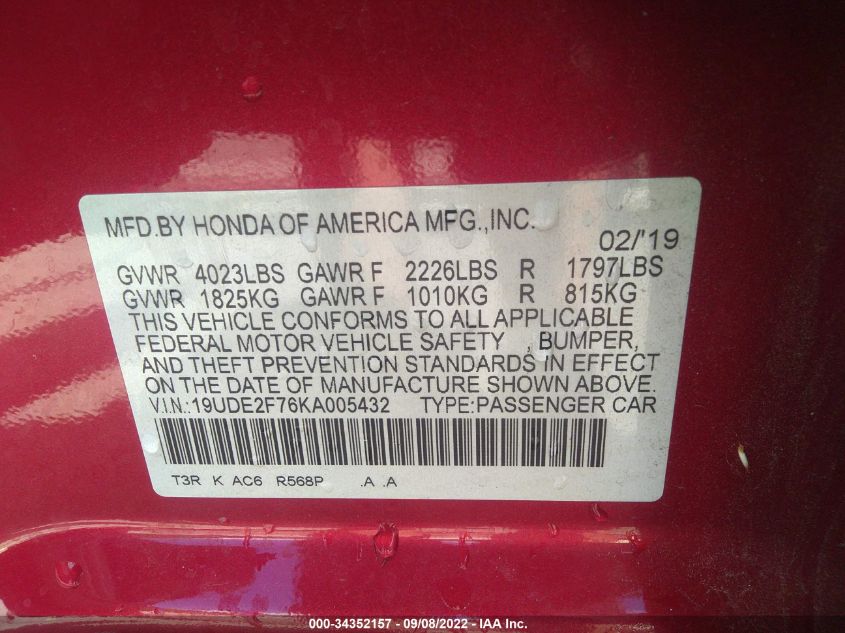 MFD.BY HONDA OF AMERICA MFG.,INC.
02/'19
GVWR 4023LBS GAWR F 2226LBS R 1797LBS
GVWR 1825KG GAWR F 1010KG R 815KG
THIS VEHICLE CONFORMS TO ALL APPLICABLE
FEDERAL MOTOR VEHICLE SAFETY , BUMPER,
AND THEFT PREVENTION STANDARDS IN EFFECT
ON THE DATE OF MANUFACTURE SHOWN ABOVE.
V.I.N.:19UDE2F76KA005432 TYPE:PASSENGER CAR
T3R K AC6 R568P .A .A
000-34352157 - 09/08/2022 - IAA Inc.